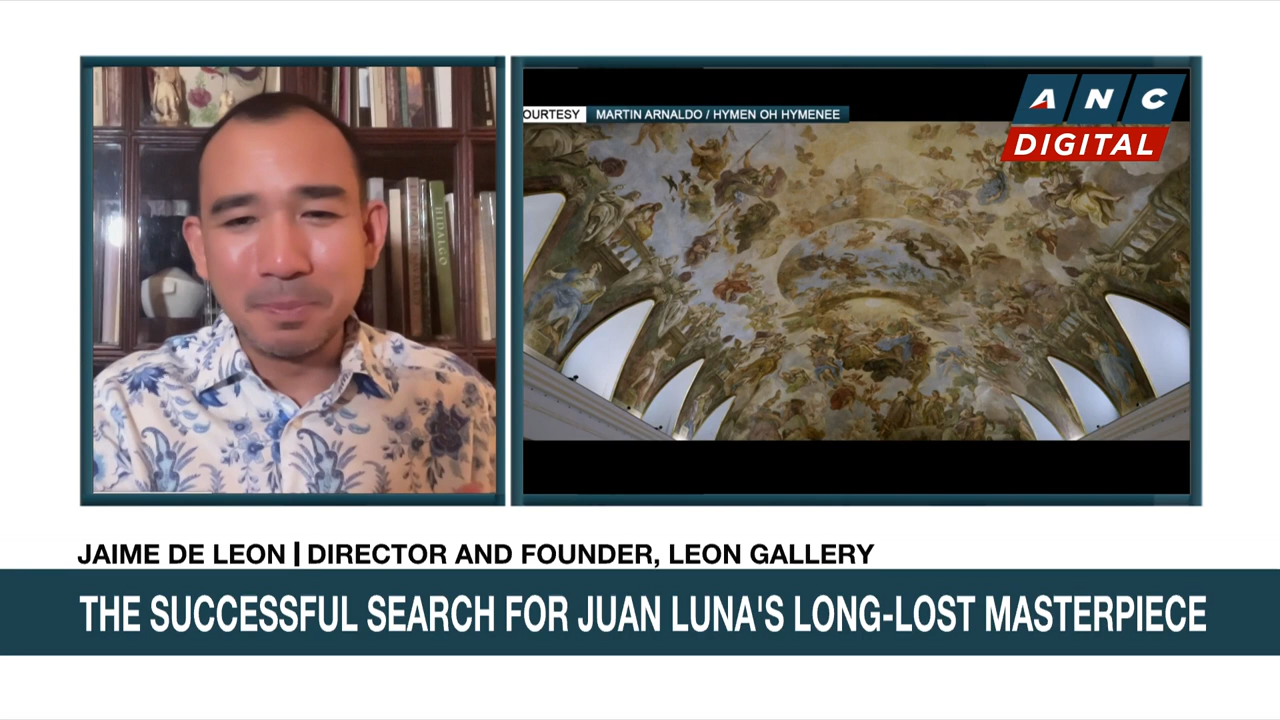 OURTESY MARTIN ARNALDO / HYMEN OH HYMENEE
ANC
DIGITAL
HIDALGO
JAIME DE LEON | DIRECTOR AND FOUNDER, LEON GALLERY
THE SUCCESSFUL SEARCH FOR JUAN LUNA'S LONG-LOST MASTERPIECE